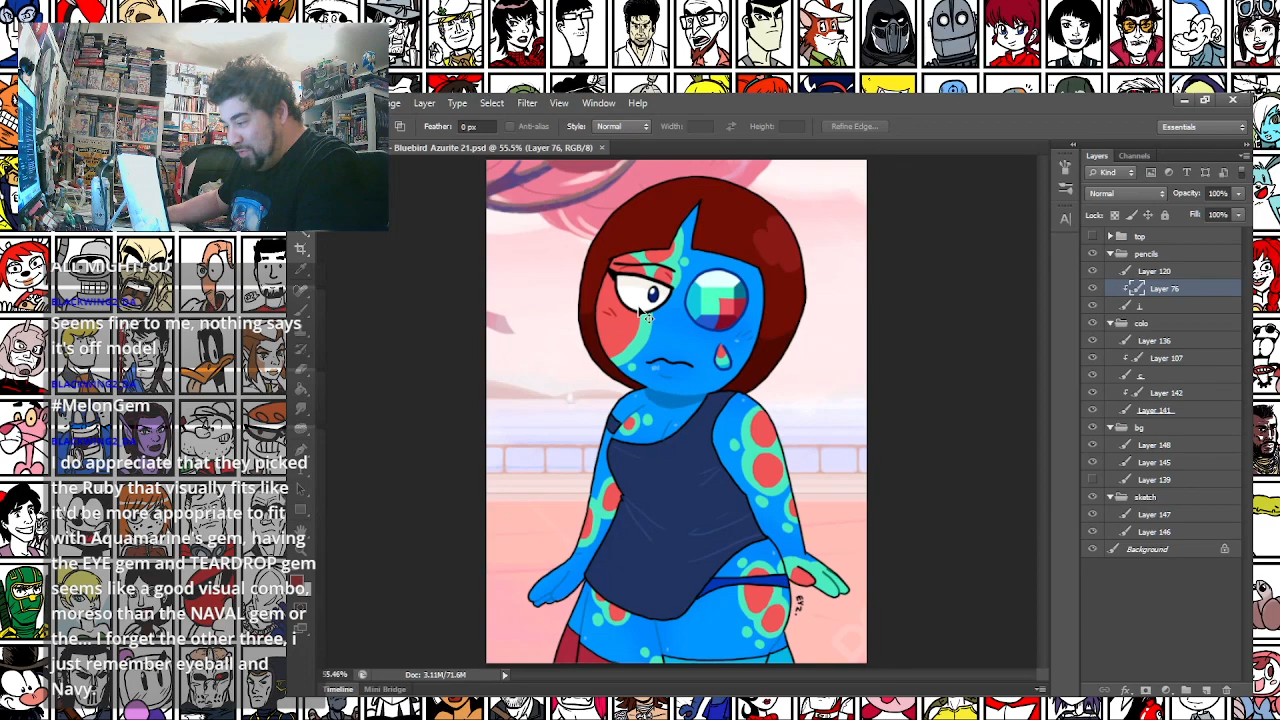 ge Layer Type Select Filter View Window Help
Feather: 0 px Anti-alias Style: Normal Width: Height: Refine Edge... Essentials
- Bluebird Azurite 21.psd @ 55.5% (Layer 76, RGB/8) ×
Layers Channels
Kind
Normal Opacity: 100%
Lock: Fill: 100%
top
pencils
Layer 120
Layer 76
colo
Layer 136
Layer 107
Layer 142
Layer 141
bg
Layer 148
Layer 145
Layer 139
sketch
Layer 147
Layer 146
Background
ALL MIGHT! 8D
BLACKWING2_DA
Seems fine to me, nothing says
it's off model
BLACKWING2_DA
#MelonGem
BLACKWING2_DA
I do appreciate that they picked
the Ruby that visually fits like
it'd be more appopriate to fit
with Aquamarine's gem, having
the EYE gem and TEARDROP gem
seems like a good visual combo,
moreso than the NAVAL gem or
the... I forget the other three, i
just remember eyeball and
Navy.
55.46% Doc: 3.11M/71.6M
Timeline Mini Bridge